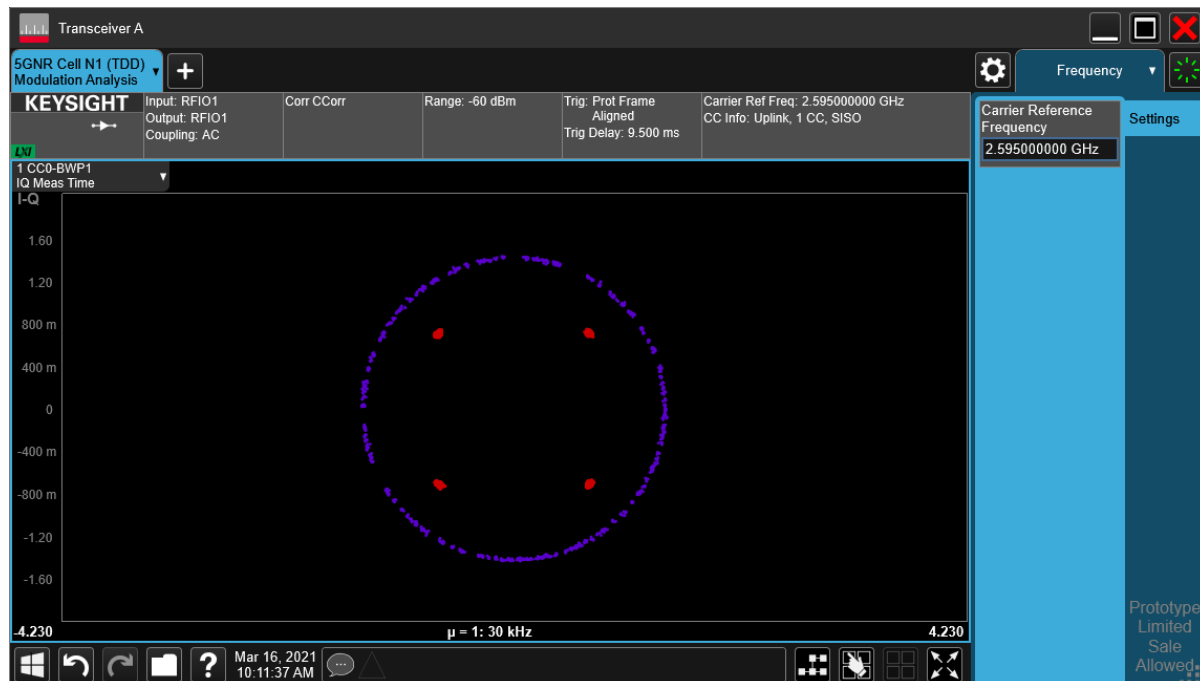 Transceiver A
5GNR Cell N1 (TDD)
Modulation Analysis
+
Frequency
KEYSIGHT
LXI
Input: RFIO1
Output: RFIO1
Coupling: AC
Corr CCorr
Range: -60 dBm
Trig: Prot Frame
Aligned
Trig Delay: 9.500 ms
Carrier Ref Freq: 2.595000000 GHz
CC Info: Uplink, 1 CC, SISO
Carrier Reference
Frequency
2.595000000 GHz
Settings
1 CC0-BWP1
IQ Meas Time
I-Q
1.60
1.20
800 m
400 m
0
-400 m
-800 m
-1.20
-1.60
-4.230
μ = 1: 30 kHz
4.230
Prototype
Limited
Sale
Allowed
?
Mar 16, 2021
10:11:37 AM